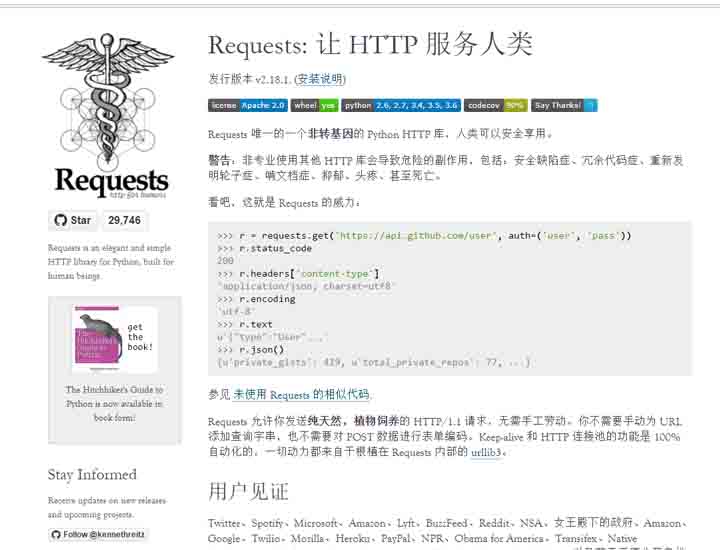 Requests
http for humans
Star 29,746
Requests is an elegant and simple
HTTP library for Python, built for
human beings.
The
Hitchhiker's
Guide to
Python
get
the
book!
The Hitchhiker's Guide to
Python is now available in
book form!
Stay Informed
Receive updates on new releases
and upcoming projects.
Follow @kennethreitz
Requests: 让 HTTP 服务人类
发行版本 v2.18.1. (安装说明)
license Apache 2.0 wheel yes python 2.6, 2.7, 3.4, 3.5, 3.6 codecov 90% Say Thanks!
Requests 唯一的一个非转基因的 Python HTTP 库，人类可以安全享用。
警告：非专业使用其他 HTTP 库会导致危险的副作用，包括：安全缺陷症、冗余代码症、重新发
明轮子症、啃文档症、抑郁、头疼、甚至死亡。
看吧，这就是 Requests 的威力：
>>> r = requests.get('https://api.github.com/user', auth=('user', 'pass'))
>>> r.status_code
200
>>> r.headers['content-type']
'application/json; charset=utf8'
>>> r.encoding
'utf-8'
>>> r.text
u'{"type":"User"...'
>>> r.json()
{u'private_gists': 419, u'total_private_repos': 77, ...}
参见 未使用 Requests 的相似代码.
Requests 允许你发送纯天然，植物饲养的 HTTP/1.1 请求，无需手工劳动。你不需要手动为 URL
添加查询字串，也不需要对 POST 数据进行表单编码。Keep-alive 和 HTTP 连接池的功能是 100%
自动化的，一切动力都来自于根植在 Requests 内部的 urllib3。
用户见证
Twitter、Spotify、Microsoft、Amazon、Lyft、BuzzFeed、Reddit、NSA、女王殿下的政府、Amazon、
Google、Twilio、Mozilla、Heroku、PayPal、NPR、Obama for America、Transifex、Native